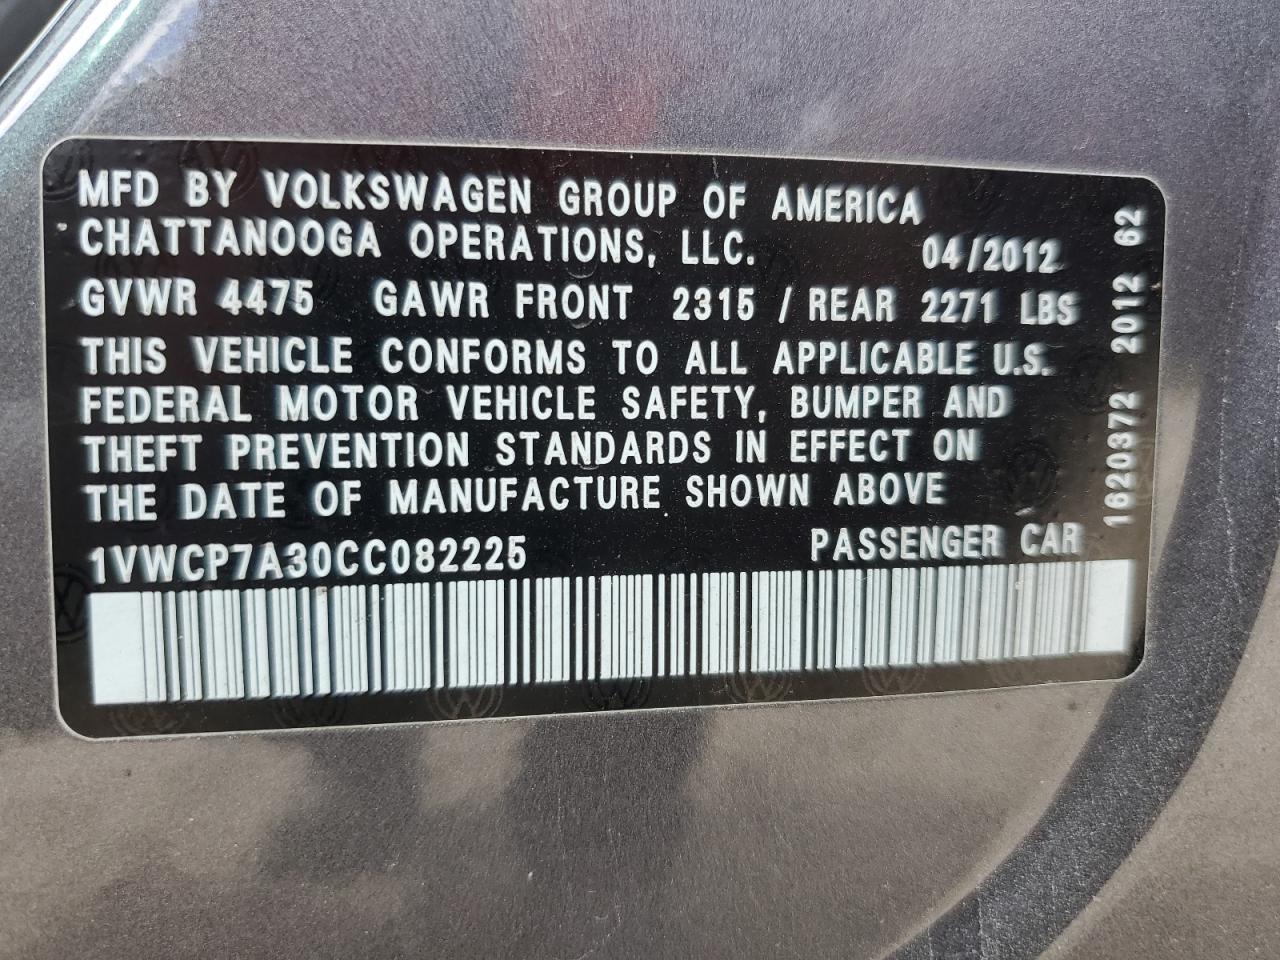 MFD BY VOLKSWAGEN GROUP OF AMERICA
CHATTANOOGA OPERATIONS, LLC. 04/2012
GVWR 4475 GAWR FRONT 2315 / REAR 2271 LBS
THIS VEHICLE CONFORMS TO ALL APPLICABLE U.S.
FEDERAL MOTOR VEHICLE SAFETY, BUMPER AND
THEFT PREVENTION STANDARDS IN EFFECT ON
THE DATE OF MANUFACTURE SHOWN ABOVE
1VWCP7A30CC082225 PASSENGER CAR
1620372 2012 62